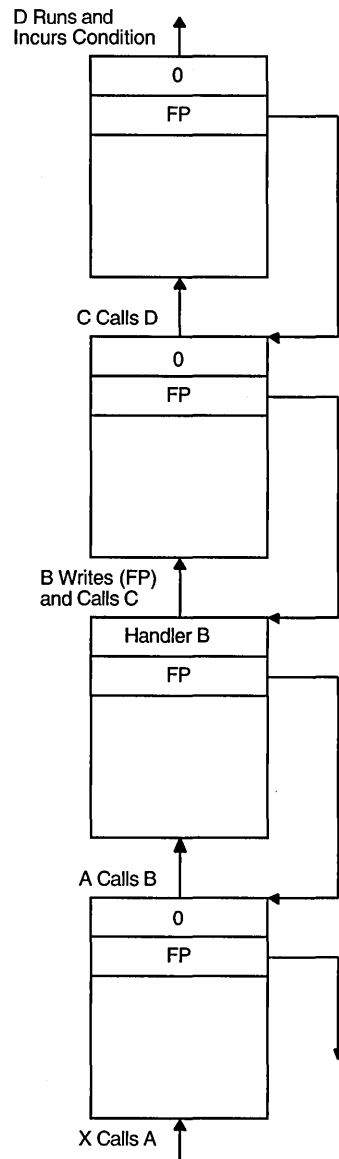 D Runs and
Incurs Condition
0
FP
C Calls D
0
FP
B Writes (FP)
and Calls C
Handler B
FP
A Calls B
0
FP
X Calls A